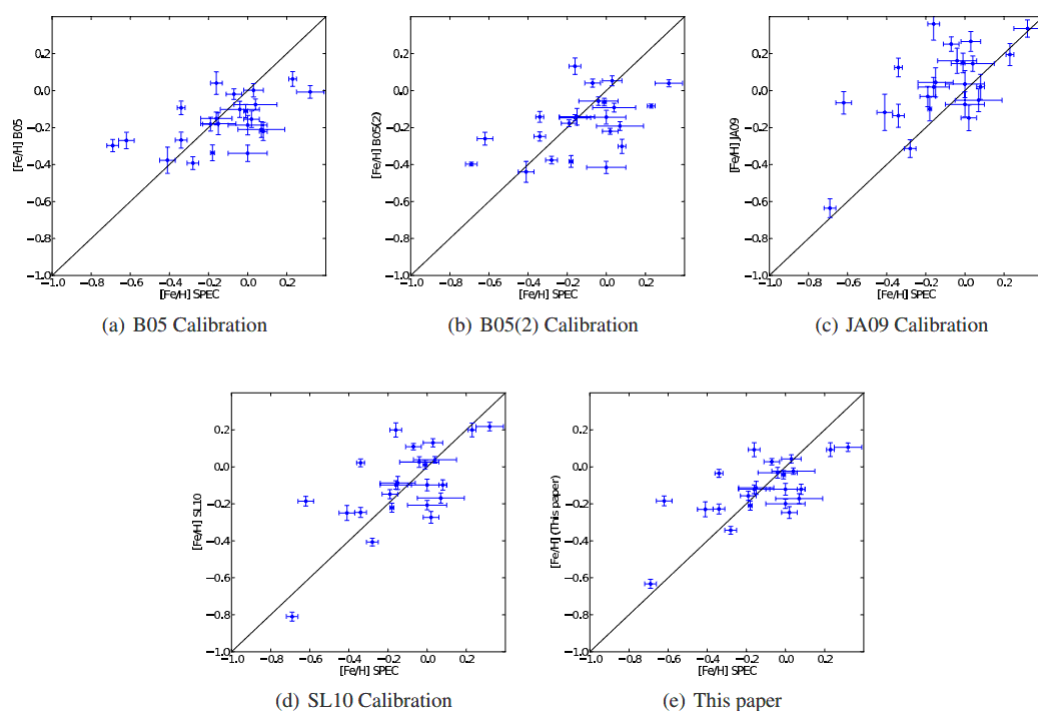 0.2
0.0
−0.2
−0.4
−0.6
−0.8
−1.0
[Fe/H] B05
−1.0 −0.8 −0.6 −0.4 −0.2 0.0 0.2
[Fe/H] SPEC
(a) B05 Calibration
0.2
0.0
−0.2
−0.4
−0.6
−0.8
−1.0
[Fe/H] B05(2)
−1.0 −0.8 −0.6 −0.4 −0.2 0.0 0.2
[Fe/H] SPEC
(b) B05(2) Calibration
0.2
0.0
−0.2
−0.4
−0.6
−0.8
−1.0
[Fe/H] JA09
−1.0 −0.8 −0.6 −0.4 −0.2 0.0 0.2
[Fe/H] SPEC
(c) JA09 Calibration
0.2
0.0
−0.2
−0.4
−0.6
−0.8
−1.0
[Fe/H] SL10
−1.0 −0.8 −0.6 −0.4 −0.2 0.0 0.2
[Fe/H] SPEC
(d) SL10 Calibration
0.2
0.0
−0.2
−0.4
−0.6
−0.8
−1.0
[Fe/H] (This paper)
−1.0 −0.8 −0.6 −0.4 −0.2 0.0 0.2
[Fe/H] SPEC
(e) This paper